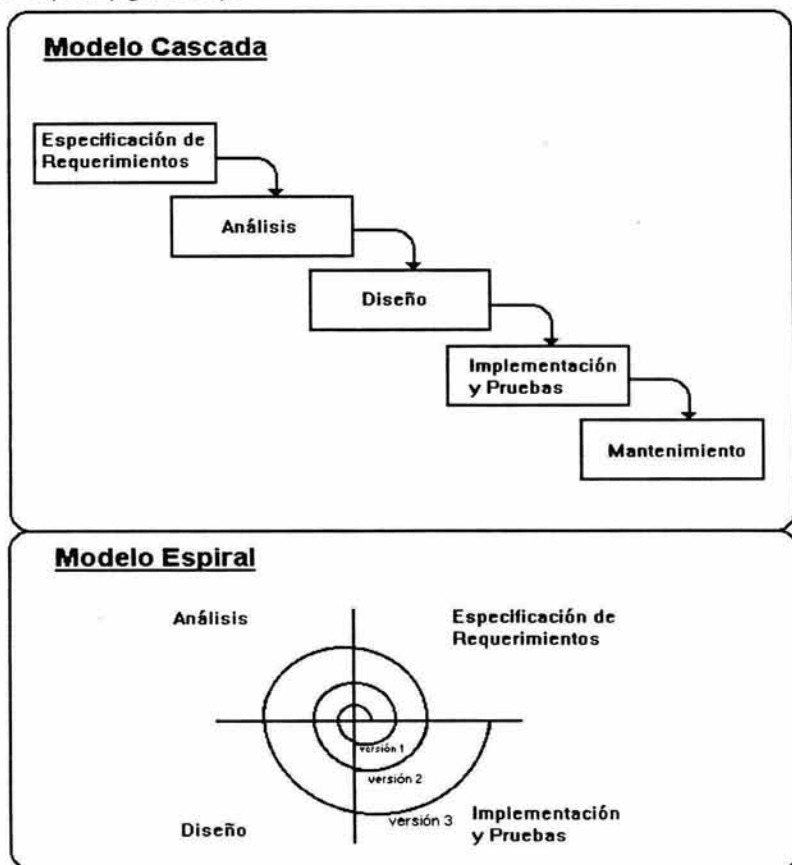 Modelo Cascada
Especificación de
Requerimientos
Análisis
Diseño
Implementación
y Pruebas
Mantenimiento
Modelo Espiral
Análisis
Especificación de
Requerimientos
versión 1
versión 2
versión 3
Diseño
Implementación
y Pruebas